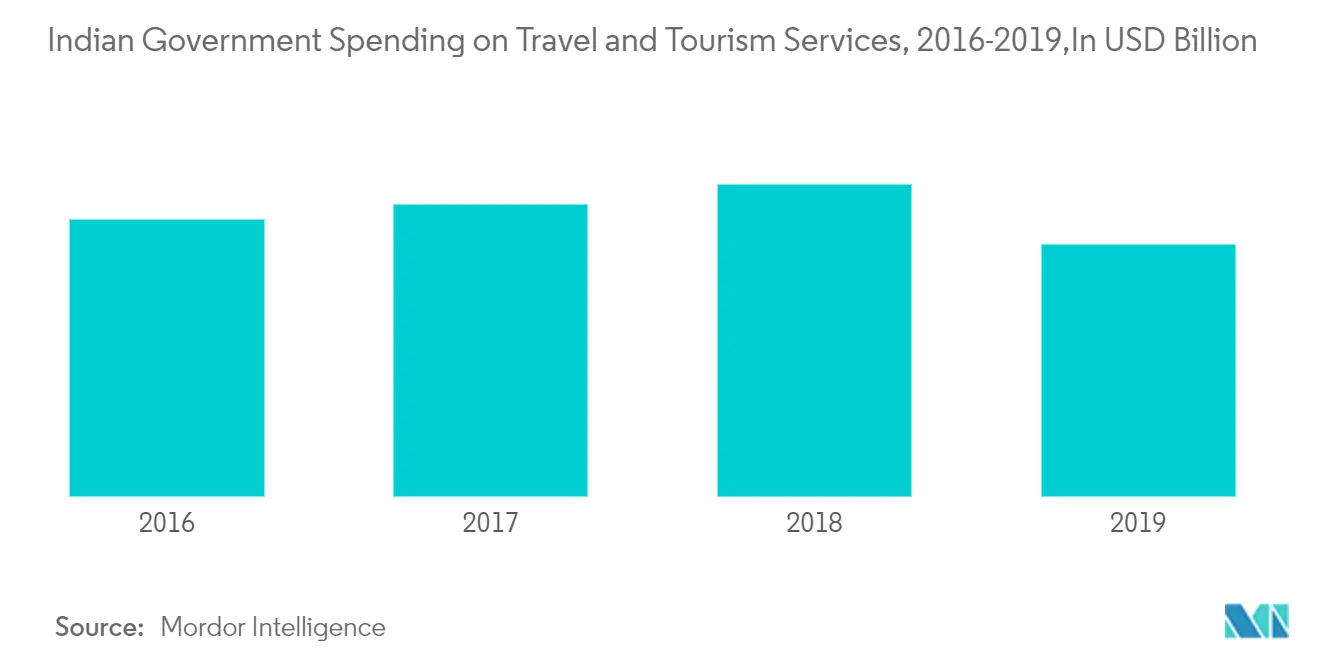 Indian Government Spending on Travel and Tourism Services, 2016-2019,In USD Billion
2016 2017 2018 2019
Source: Mordor Intelligence